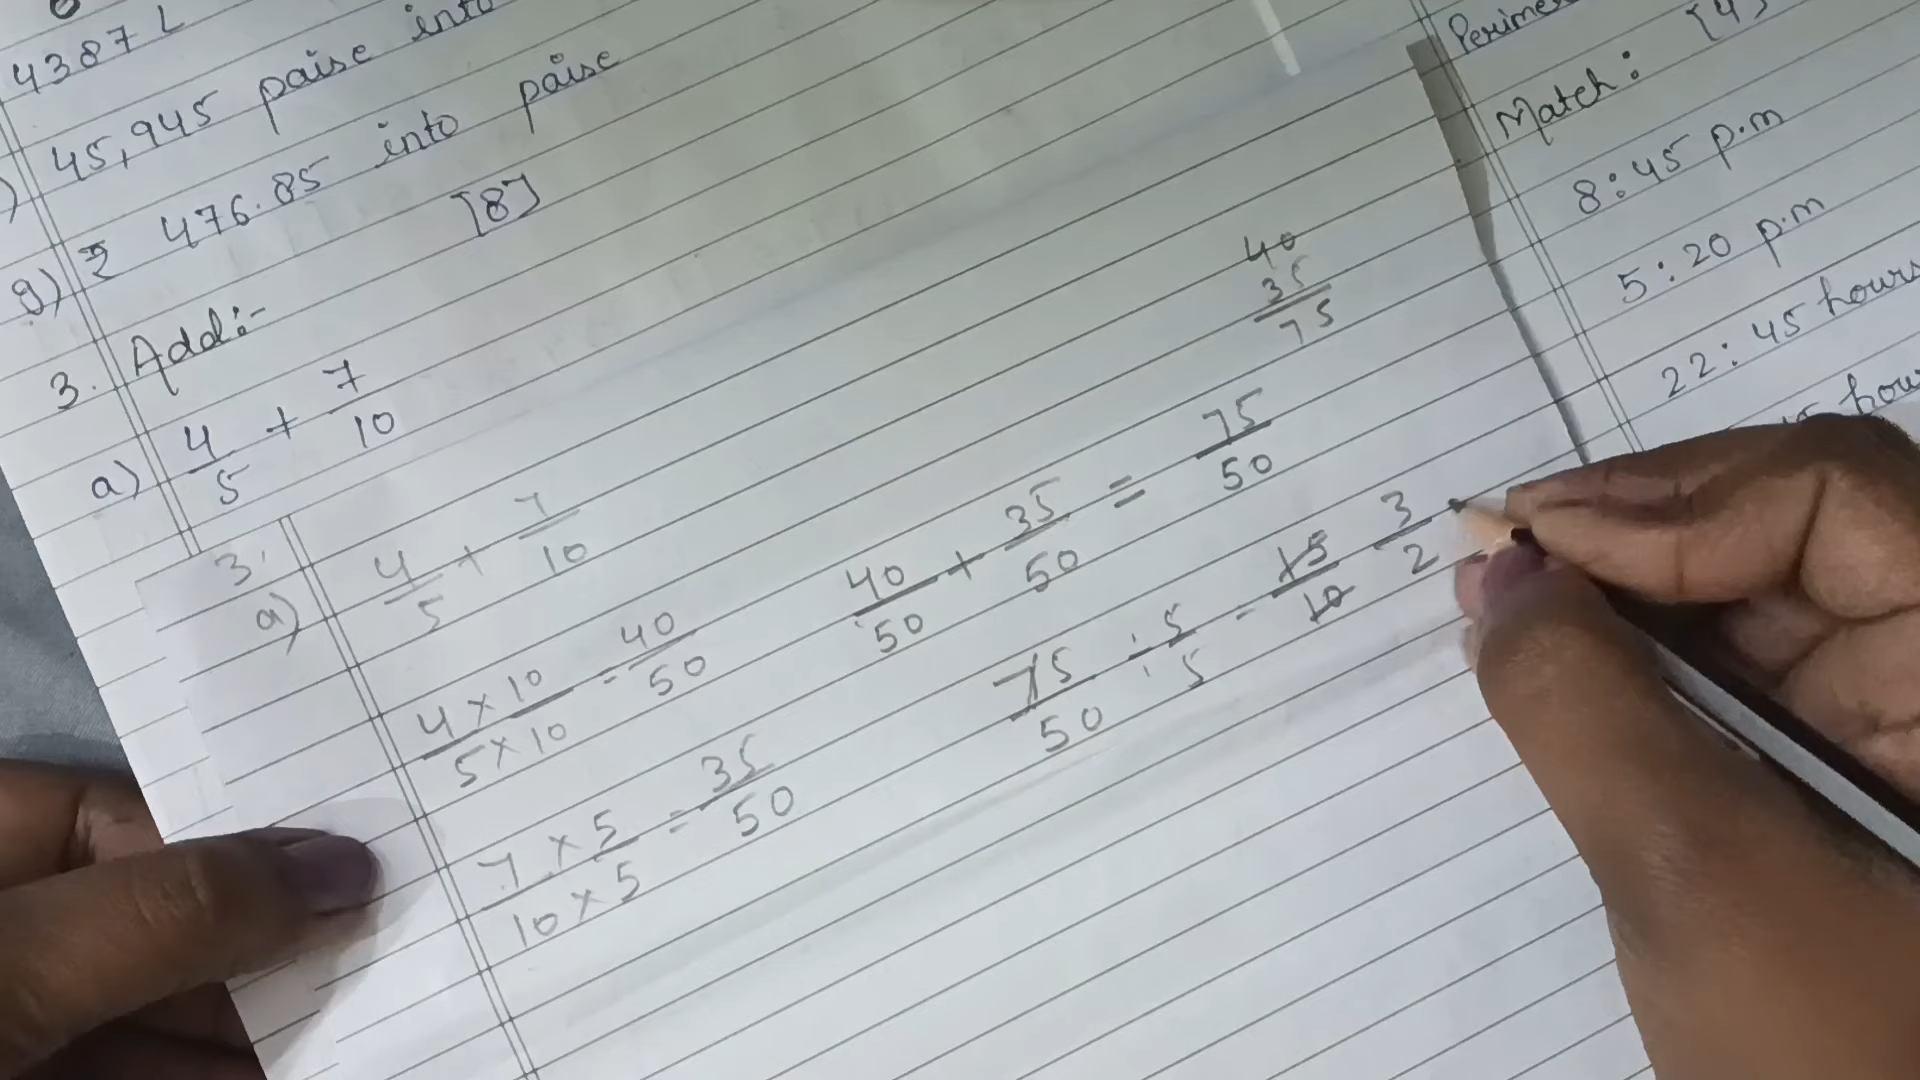 4387 L
45,945 paise into
g) ₹ 476.85 into paise
3. Add:- [8]
a) 4/5 + 7/10
3.
a) 4/5 + 7/10
4 × 10 / 5 × 10 = 40/50
7 × 5 / 10 × 5 = 35/50
40
35
75
40/50 + 35/50 = 75/50
75/50 ÷ 5/5 = 15/10 3/2
Match: [4]
8:45 p.m
5:20 p.m
22:45 hours